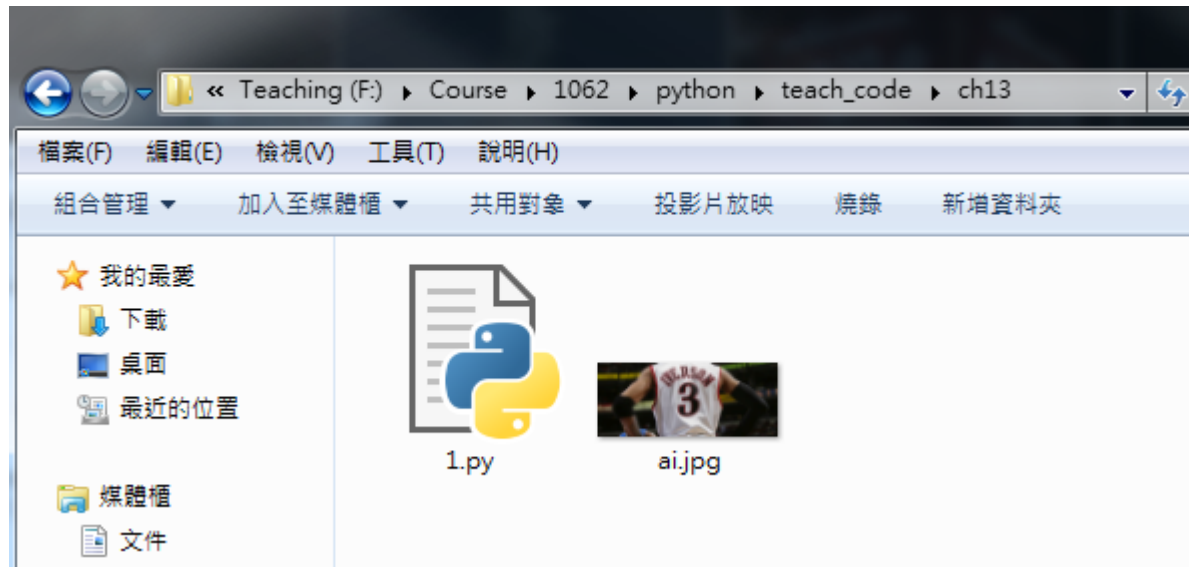 « Teaching (F:) ▸ Course ▸ 1062 ▸ python ▸ teach_code ▸ ch13
檔案(F) 編輯(E) 檢視(V) 工具(T) 說明(H)
組合管理 加入至媒體櫃 共用對象 投影片放映 燒錄 新增資料夾
我的最愛
下載
桌面
最近的位置
媒體櫃
文件
IVERSON
3
1.py
ai.jpg